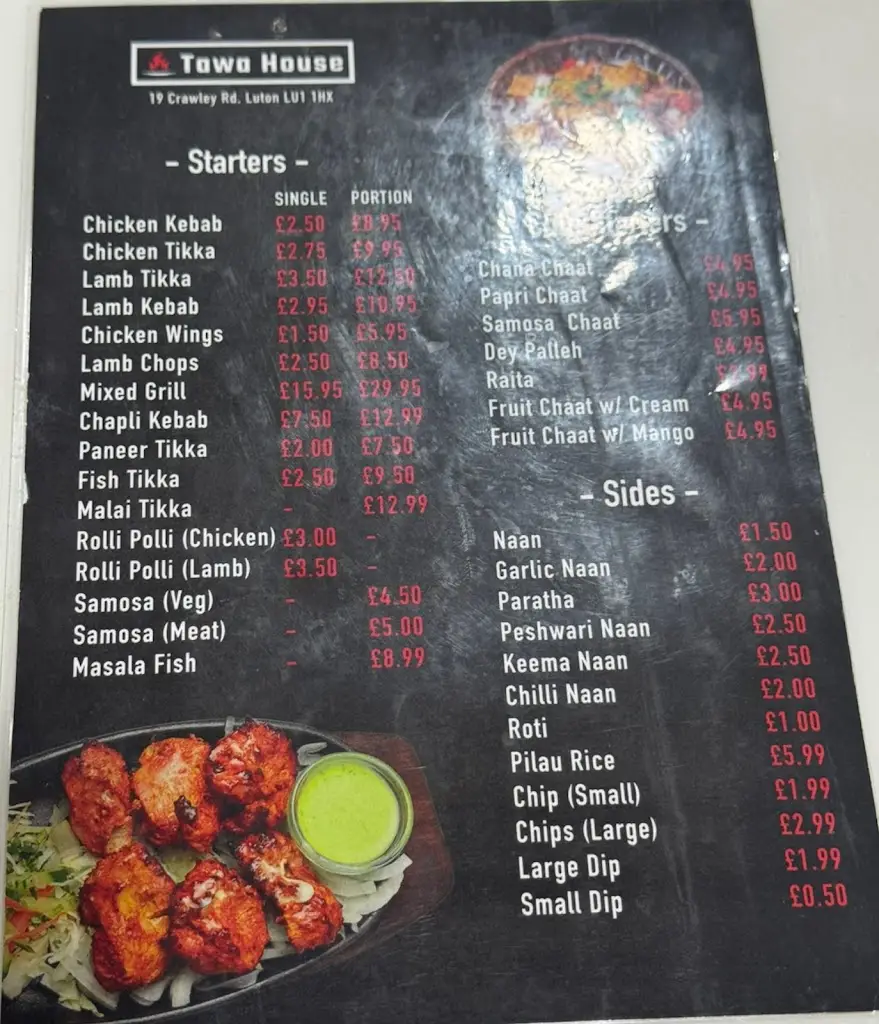 Tawa House
19 Crawley Rd. Luton LU1 1HX
- Starters -
SINGLE PORTION
Chicken Kebab £2.50 £8.95
Chicken Tikka £2.75 £9.95
Lamb Tikka £3.50 £12.50
Lamb Kebab £2.95 £10.95
Chicken Wings £1.50 £5.95
Lamb Chops £2.50 £8.50
Mixed Grill £15.95 £29.95
Chapli Kebab £7.50 £12.99
Paneer Tikka £2.00 £7.50
Fish Tikka £2.50 £9.50
Malai Tikka - £12.99
Rolli Polli (Chicken) £3.00 -
Rolli Polli (Lamb) £3.50 -
Samosa (Veg) - £4.50
Samosa (Meat) - £5.00
Masala Fish - £8.99
Chana Chaat £4.95
Papri Chaat £4.95
Samosa Chaat £5.95
Dey Palleh £4.95
Raita
Fruit Chaat w/ Cream £4.95
Fruit Chaat w/ Mango £4.95
- Sides -
Naan £1.50
Garlic Naan £2.00
Paratha £3.00
Peshwari Naan £2.50
Keema Naan £2.50
Chilli Naan £2.00
Roti £1.00
Pilau Rice £5.99
Chip (Small) £1.99
Chips (Large) £2.99
Large Dip £1.99
Small Dip £0.50